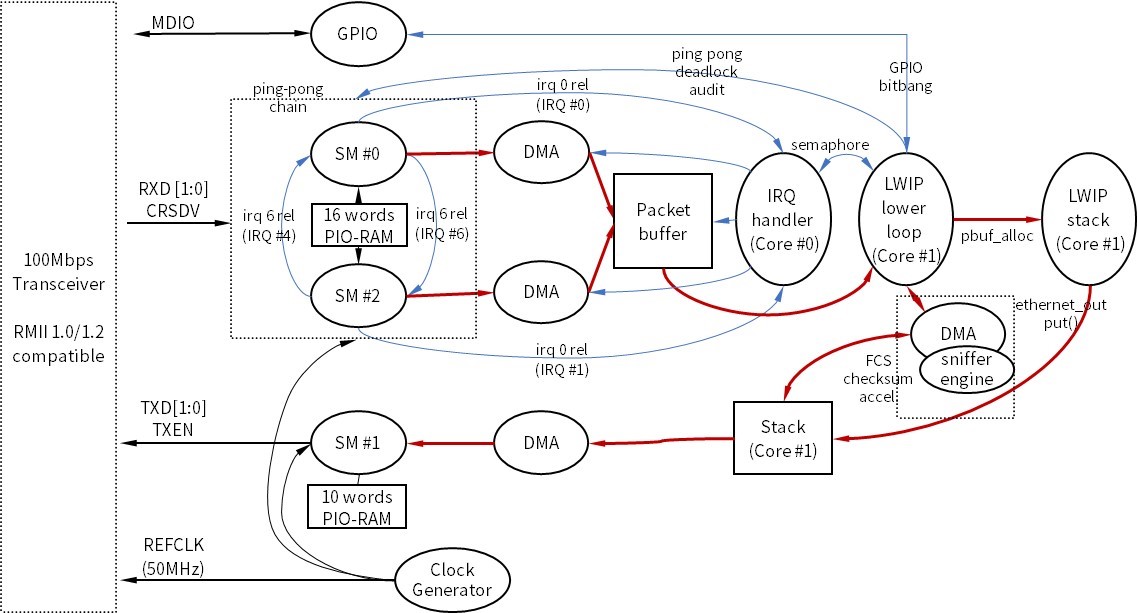 MDIO
GPIO
ping pong
deadlock
audit
GPIO
bitbang
ping-pong
chain
irq 0 rel
(IRQ #0)
SM #0
DMA
semaphore
RXD [1:0]
CRSDV
irq 6 rel
(IRQ #4)
16 words
PIO-RAM
irq 6 rel
(IRQ #6)
Packet
buffer
IRQ
handler
(Core #0)
LWIP
lower
loop
(Core #1)
pbuf_alloc
LWIP
stack
(Core #1)
100Mbps
Transceiver
RMII 1.0/1.2
compatible
SM #2
DMA
irq 0 rel
(IRQ #1)
ethernet_out
put()
DMA
sniffer
engine
FCS
checksum
accel
TXD[1:0]
TXEN
SM #1
DMA
Stack
(Core #1)
10 words
PIO-RAM
REFCLK
(50MHz)
Clock
Generator